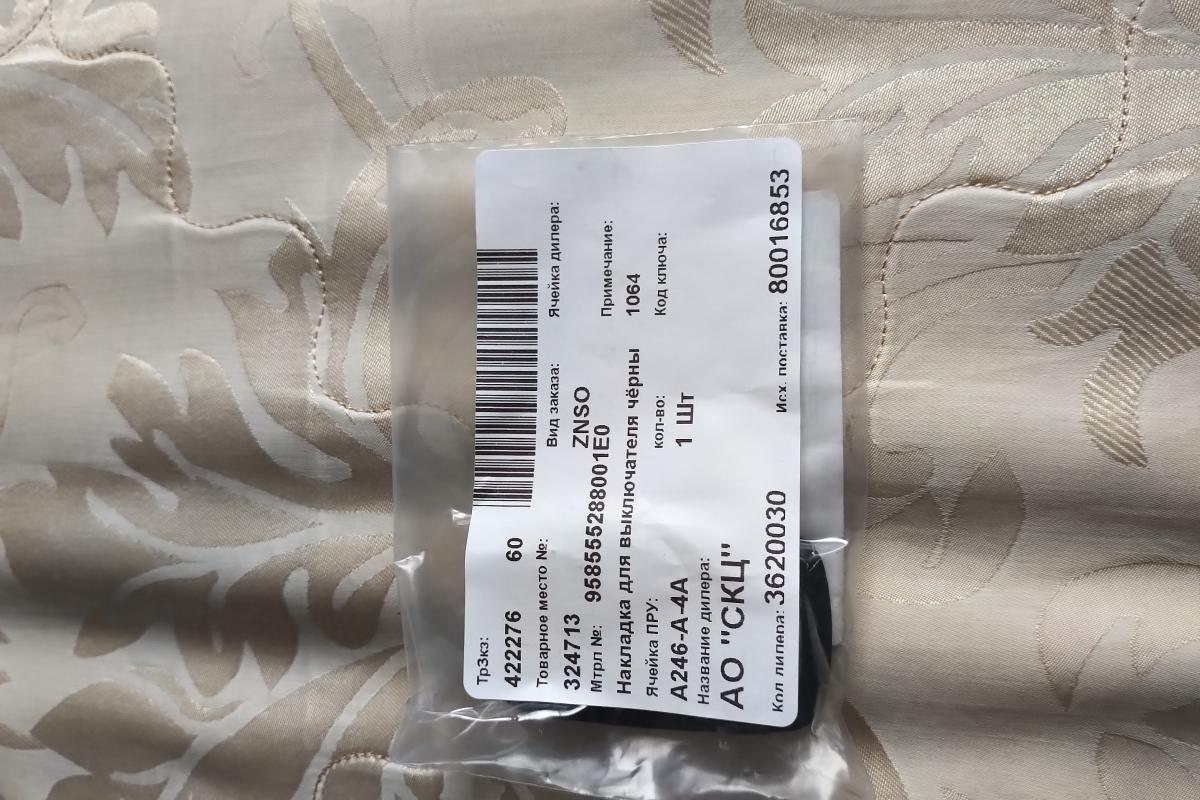 ТрЗкз:
422276 60
Товарное место №: Вид заказа: Ячейка дилера:
324713 ZNSO
Мтрл №: 958555288001E0 Примечание:
Накладка для выключателя чёрны 1064
Ячейка ПРУ: кол-во: Код ключа:
A246-A-4A 1 Шт
Название дилера:
АО "СКЦ"
Кол липера: 3620030 Исх. поставка: 80016853